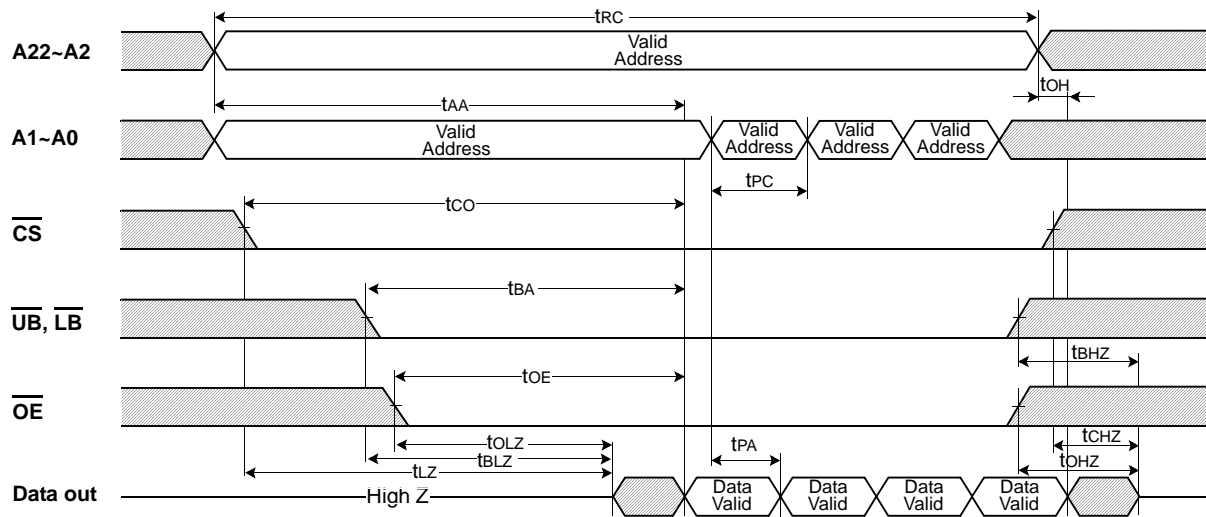 tRC
A22~A2
Valid
Address
tOH
tAA
A1~A0
Valid
Address
Valid
Address
Valid
Address
Valid
Address
tPC
tCO
CS
tBA
UB, LB
tBHZ
tOE
OE
tOLZ
tBLZ
tLZ
tPA
tCHZ
tOHZ
Data out
High Z
Data
Valid
Data
Valid
Data
Valid
Data
Valid